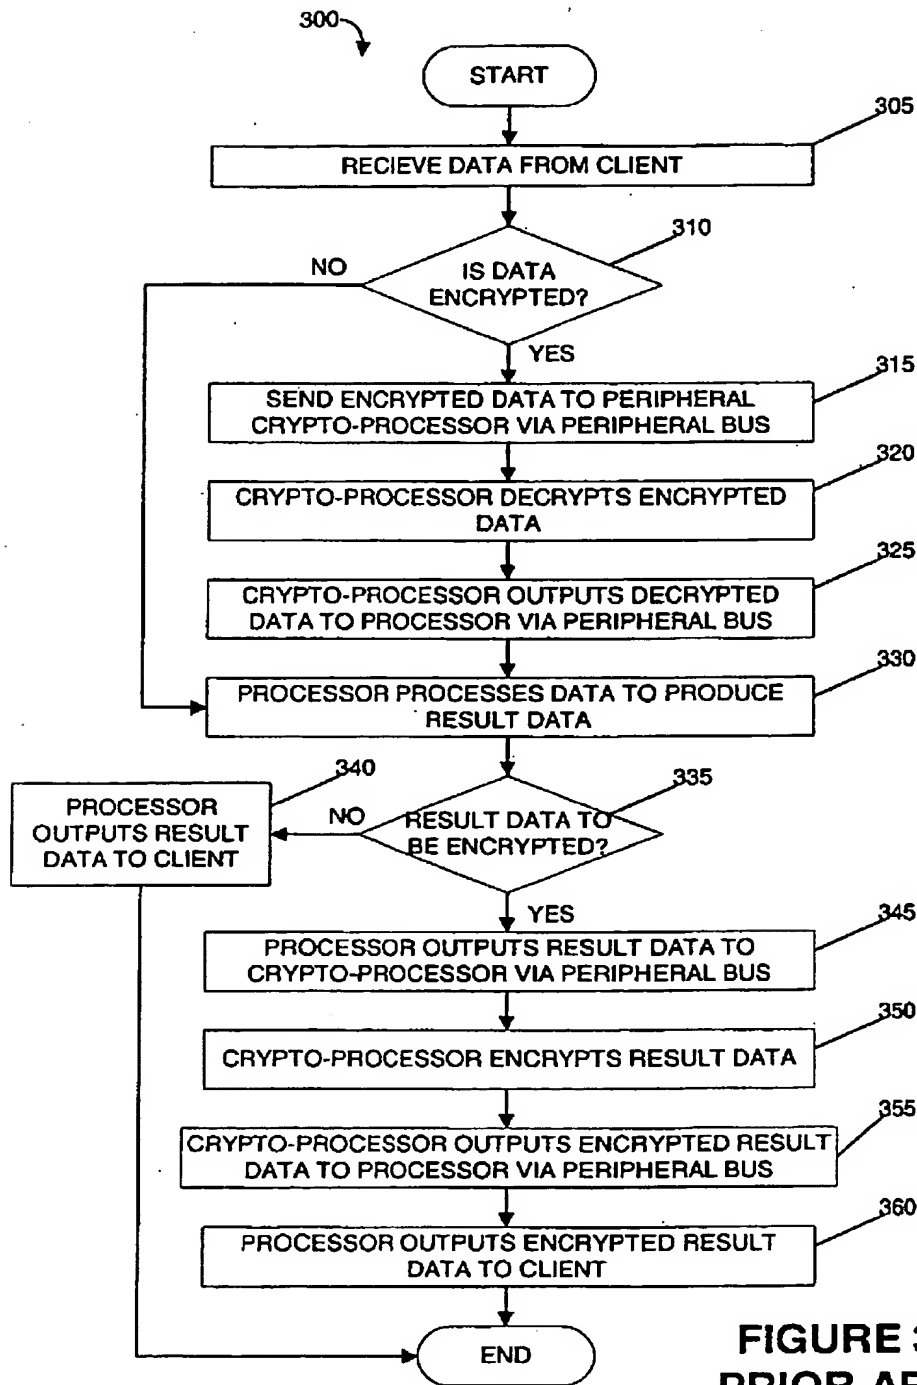 300
START
305
RECIEVE DATA FROM CLIENT
310
NO
IS DATA
ENCRYPTED?
YES
315
SEND ENCRYPTED DATA TO PERIPHERAL
CRYPTO-PROCESSOR VIA PERIPHERAL BUS
320
CRYPTO-PROCESSOR DECRYPTS ENCRYPTED
DATA
325
CRYPTO-PROCESSOR OUTPUTS DECRYPTED
DATA TO PROCESSOR VIA PERIPHERAL BUS
330
PROCESSOR PROCESSES DATA TO PRODUCE
RESULT DATA
340
335
PROCESSOR
OUTPUTS RESULT
DATA TO CLIENT
NO
RESULT DATA TO
BE ENCRYPTED?
YES
345
PROCESSOR OUTPUTS RESULT DATA TO
CRYPTO-PROCESSOR VIA PERIPHERAL BUS
350
CRYPTO-PROCESSOR ENCRYPTS RESULT DATA
355
CRYPTO-PROCESSOR OUTPUTS ENCRYPTED RESULT
DATA TO PROCESSOR VIA PERIPHERAL BUS
360
PROCESSOR OUTPUTS ENCRYPTED RESULT
DATA TO CLIENT
END
FIGURE 3
PRIOR